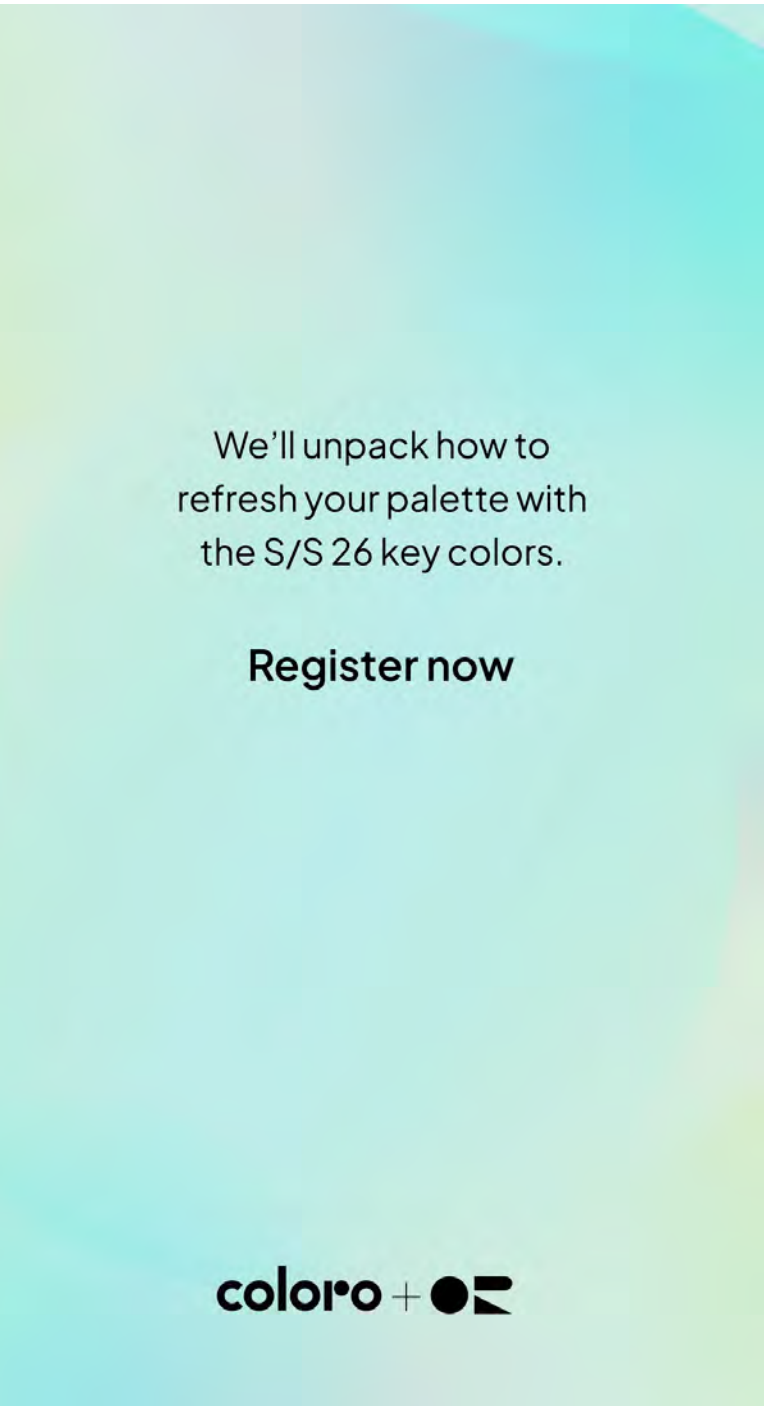 We’ll unpack how to
refresh your palette with
the S/S 26 key colors.
Register now
coloro +